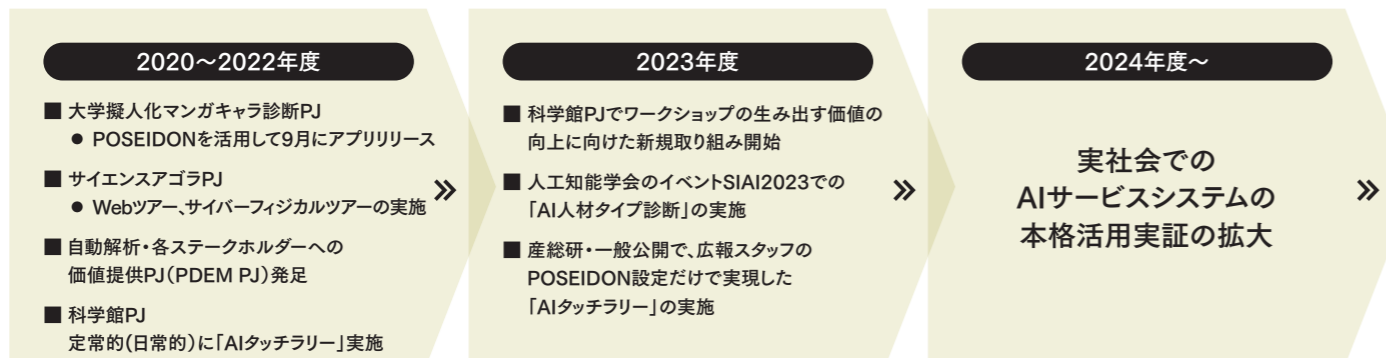 2020〜2022年度
■ 大学擬人化マンガキャラ診断PJ
● POSEIDONを活用して9月にアプリリリース
■ サイエンスアゴラPJ
● Webツアー、サイバーフィジカルツアーの実施
■ 自動解析・各ステークホルダーへの
価値提供PJ(PDEM PJ)発足
■ 科学館PJ
定常的(日常的)に「AIタッチラリー」実施
2023年度
■ 科学館PJでワークショップの生み出す価値の
向上に向けた新規取り組み開始
■ 人工知能学会のイベントSIAI2023での
「AI人材タイプ診断」の実施
■ 産総研・一般公開で、広報スタッフの
POSEIDON設定だけで実現した
「AIタッチラリー」の実施
2024年度〜
実社会での
AIサービスシステムの
本格活用実証の拡大